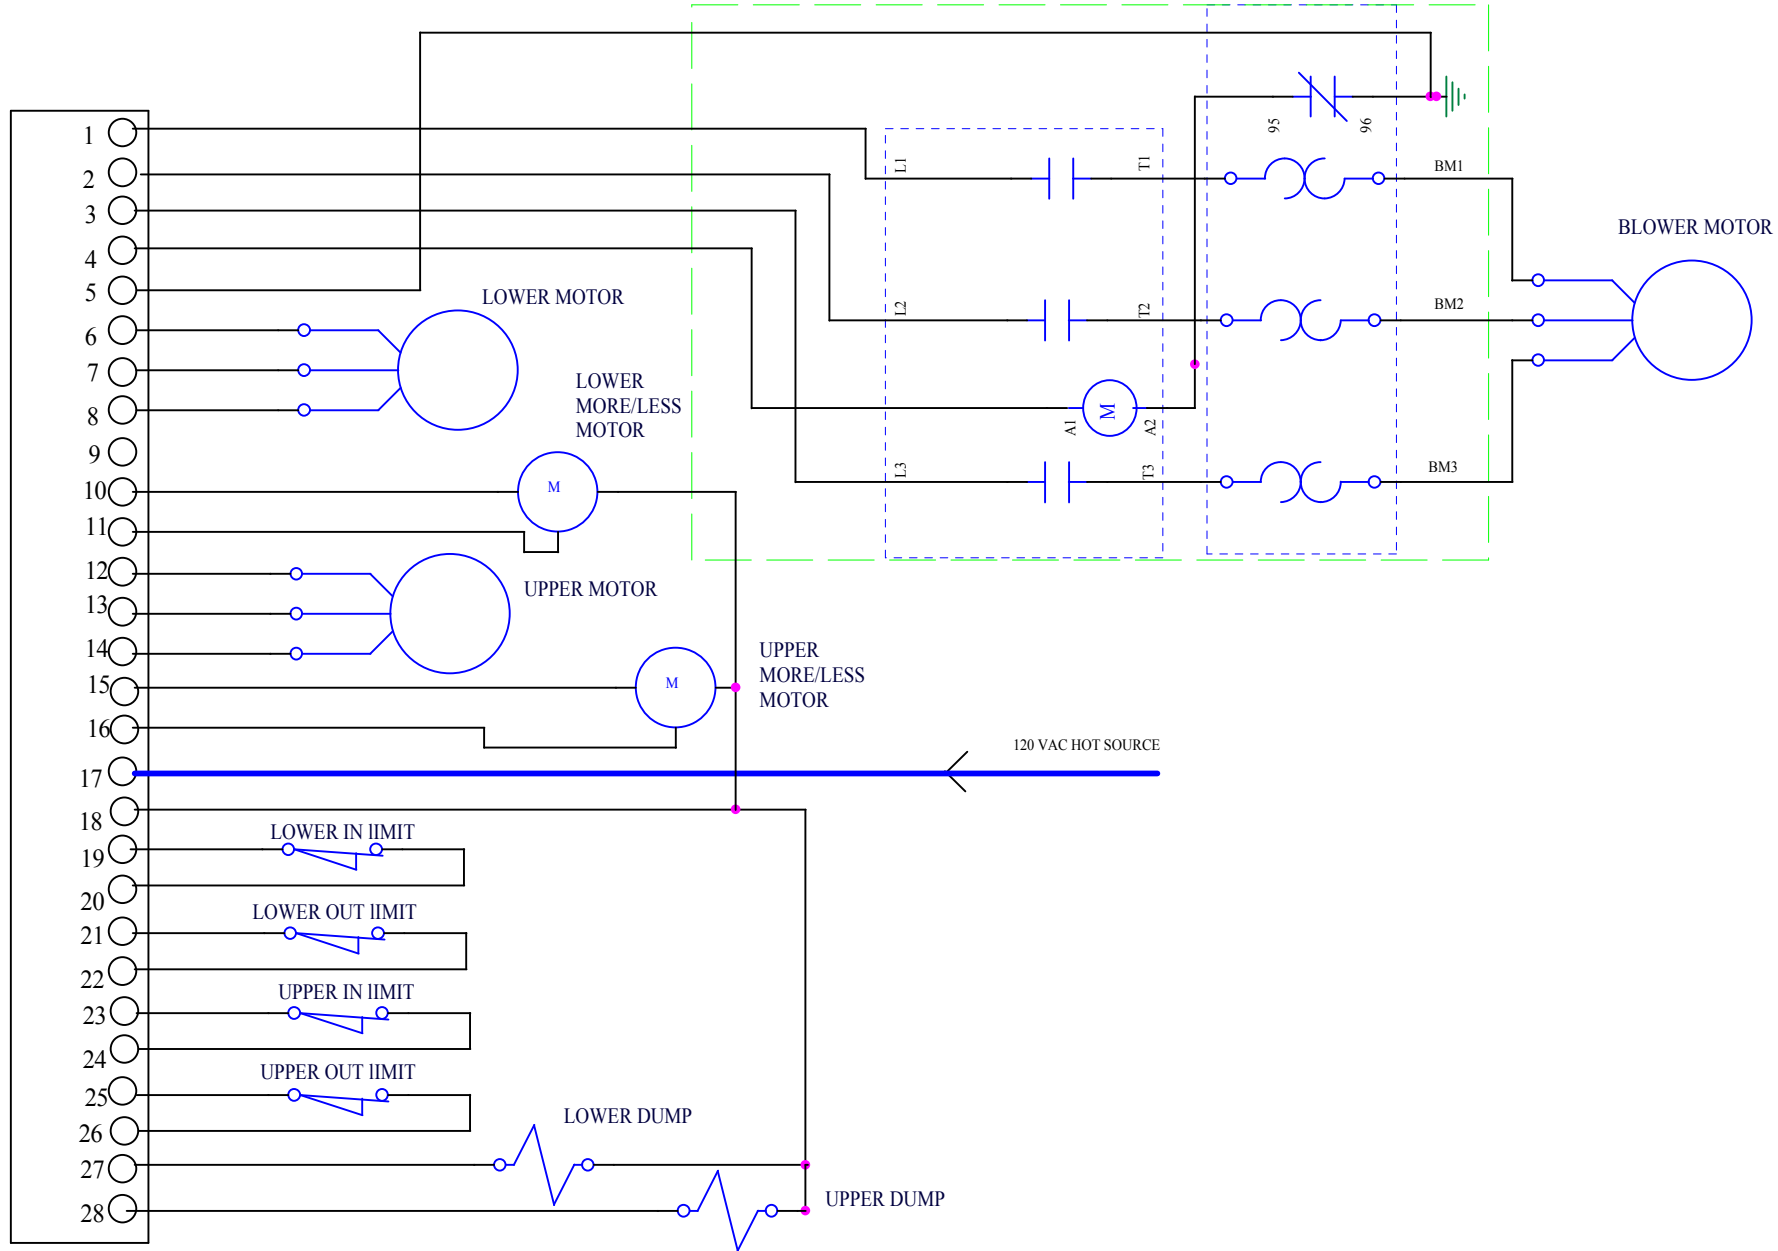 1
2
3
4
5
6
7
8
9
10
11
12
13
14
15
16
17
18
19
20
21
22
23
24
25
26
27
28
LOWER MOTOR
LOWER
MORE/LESS
MOTOR
M
UPPER MOTOR
UPPER
MORE/LESS
MOTOR
M
120 VAC HOT SOURCE
LOWER IN lIMIT
LOWER OUT lIMIT
UPPER IN lIMIT
UPPER OUT lIMIT
LOWER DUMP
UPPER DUMP
95
96
L1
T1
BM1
L2
T2
BM2
A1
M
A2
L3
T3
BM3
BLOWER MOTOR